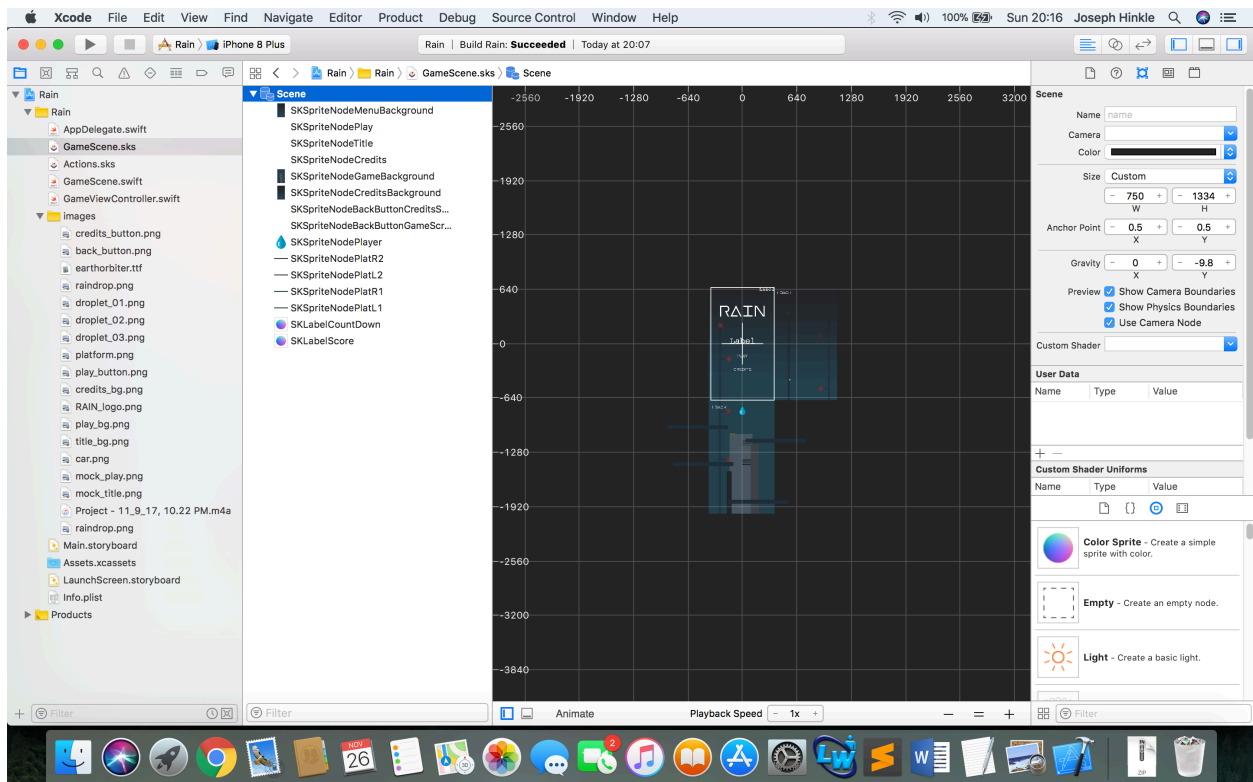 Xcode File Edit View Find Navigate Editor Product Debug Source Control Window Help 100% Sun 20:16 Joseph Hinkle
Rain iPhone 8 Plus Rain | Build Rain: Succeeded | Today at 20:07
Rain Rain GameScene.sks Scene
Rain
Rain
AppDelegate.swift
GameScene.sks
Actions.sks
GameScene.swift
GameViewController.swift
images
credits_button.png
back_button.png
earthorbiter.ttf
raindrop.png
droplet_01.png
droplet_02.png
droplet_03.png
platform.png
play_button.png
credits_bg.png
RAIN_logo.png
play_bg.png
title_bg.png
car.png
mock_play.png
mock_title.png
Project - 11_9_17, 10.22 PM.m4a
raindrop.png
Main.storyboard
Assets.xcassets
LaunchScreen.storyboard
Info.plist
Products
Filter
Scene
SKSpriteNodeMenuBackground
SKSpriteNodePlay
SKSpriteNodeTitle
SKSpriteNodeCredits
SKSpriteNodeGameBackground
SKSpriteNodeCreditsBackground
SKSpriteNodeBackButtonCreditsS...
SKSpriteNodeBackButtonGameScr...
SKSpriteNodePlayer
SKSpriteNodePlatR2
SKSpriteNodePlatL2
SKSpriteNodePlatR1
SKSpriteNodePlatL1
SKLabelCountDown
SKLabelScore
Filter
-2560 -1920 -1280 -640 0 640 1280 1920 2560 3200
-2560
-1920
-1280
-640
-0
-640
-1280
-1920
-2560
-3200
-3840
RAIN
Label
PLAY
CREDITS
Animate Playback Speed - 1x +
Scene
Name name
Camera
Color
Size Custom
- 750 + - 1334 +
W H
Anchor Point - 0.5 + - 0.5 +
X Y
Gravity - 0 + - -9.8 +
X Y
Preview Show Camera Boundaries
Show Physics Boundaries
Use Camera Node
Custom Shader
User Data
Name Type Value
Custom Shader Uniforms
Name Type Value
Color Sprite - Create a simple
sprite with color.
Empty - Create an empty node.
Light - Create a basic light.
Filter
NOV
26
3D
2
W
ZIP